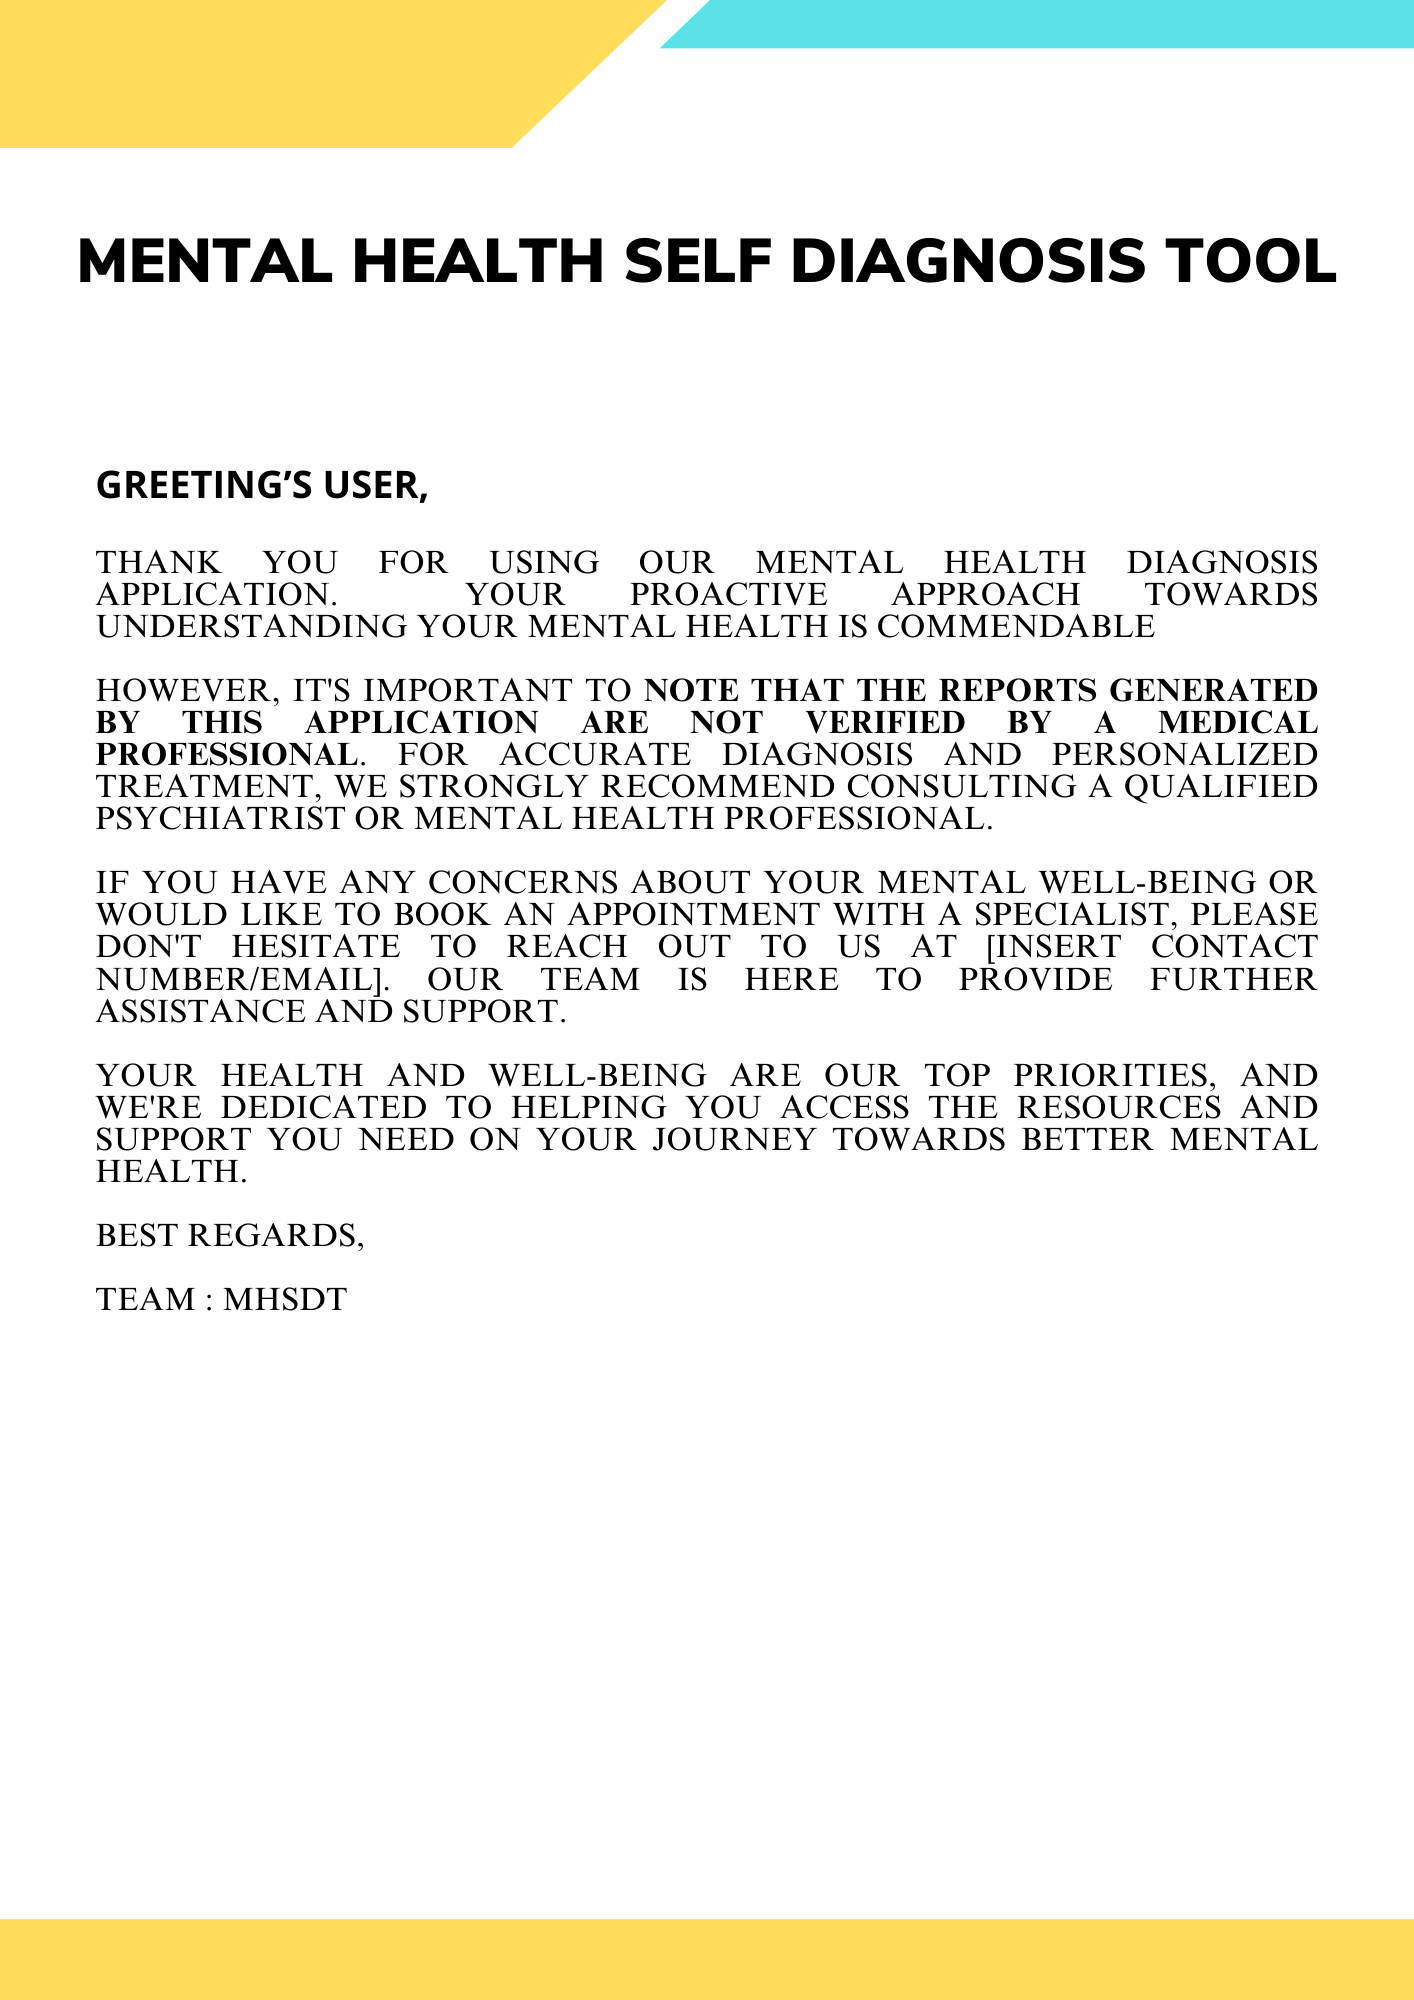 MENTAL HEALTH SELF DIAGNOSIS TOOL
GREETING’S USER,
THANK YOU FOR USING OUR MENTAL HEALTH DIAGNOSIS
APPLICATION. YOUR PROACTIVE APPROACH TOWARDS
UNDERSTANDING YOUR MENTAL HEALTH IS COMMENDABLE
HOWEVER, IT'S IMPORTANT TO NOTE THAT THE REPORTS GENERATED
BY THIS APPLICATION ARE NOT VERIFIED BY A MEDICAL
PROFESSIONAL. FOR ACCURATE DIAGNOSIS AND PERSONALIZED
TREATMENT, WE STRONGLY RECOMMEND CONSULTING A QUALIFIED
PSYCHIATRIST OR MENTAL HEALTH PROFESSIONAL.
IF YOU HAVE ANY CONCERNS ABOUT YOUR MENTAL WELL-BEING OR
WOULD LIKE TO BOOK AN APPOINTMENT WITH A SPECIALIST, PLEASE
DON'T HESITATE TO REACH OUT TO US AT [INSERT CONTACT
NUMBER/EMAIL]. OUR TEAM IS HERE TO PROVIDE FURTHER
ASSISTANCE AND SUPPORT.
YOUR HEALTH AND WELL-BEING ARE OUR TOP PRIORITIES, AND
WE'RE DEDICATED TO HELPING YOU ACCESS THE RESOURCES AND
SUPPORT YOU NEED ON YOUR JOURNEY TOWARDS BETTER MENTAL
HEALTH.
BEST REGARDS,
TEAM : MHSDT